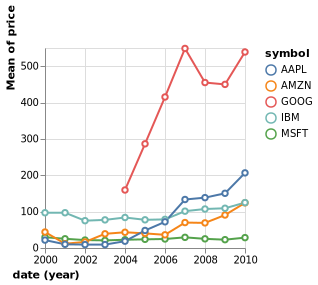 Mean of price
500
400
300
200
100
0
2000 2002 2004 2006 2008 2010
date (year)
symbol
AAPL
AMZN
GOOG
IBM
MSFT